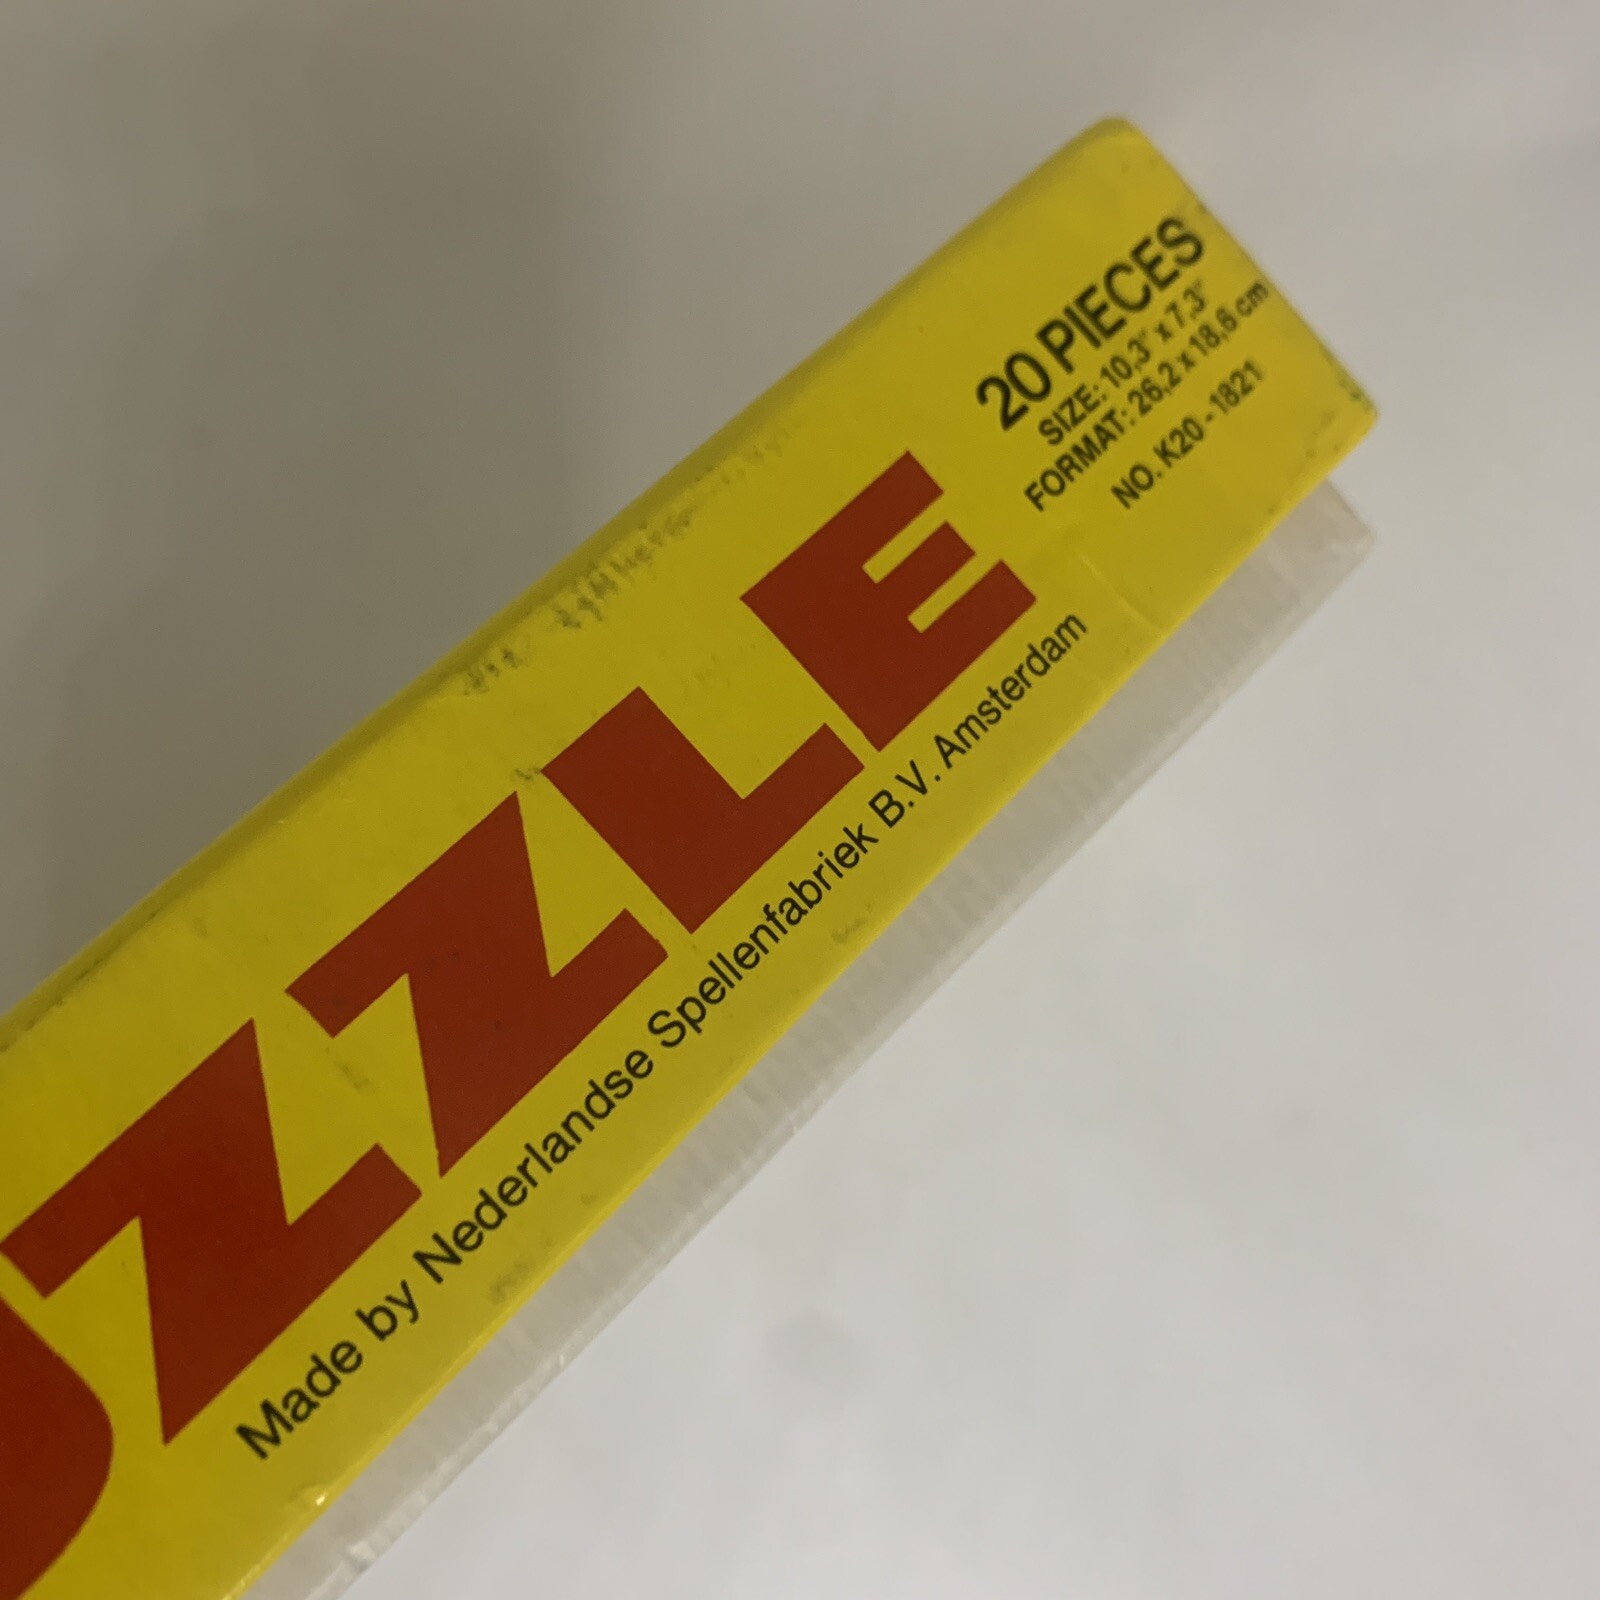 UZZLE
Made by Nederlandse Spellenfabriek B.V. Amsterdam
20 PIECES
SIZE: 10,3" x 7,3"
FORMAT: 26,2 x 18,6 cm
NO. K20 - 1821